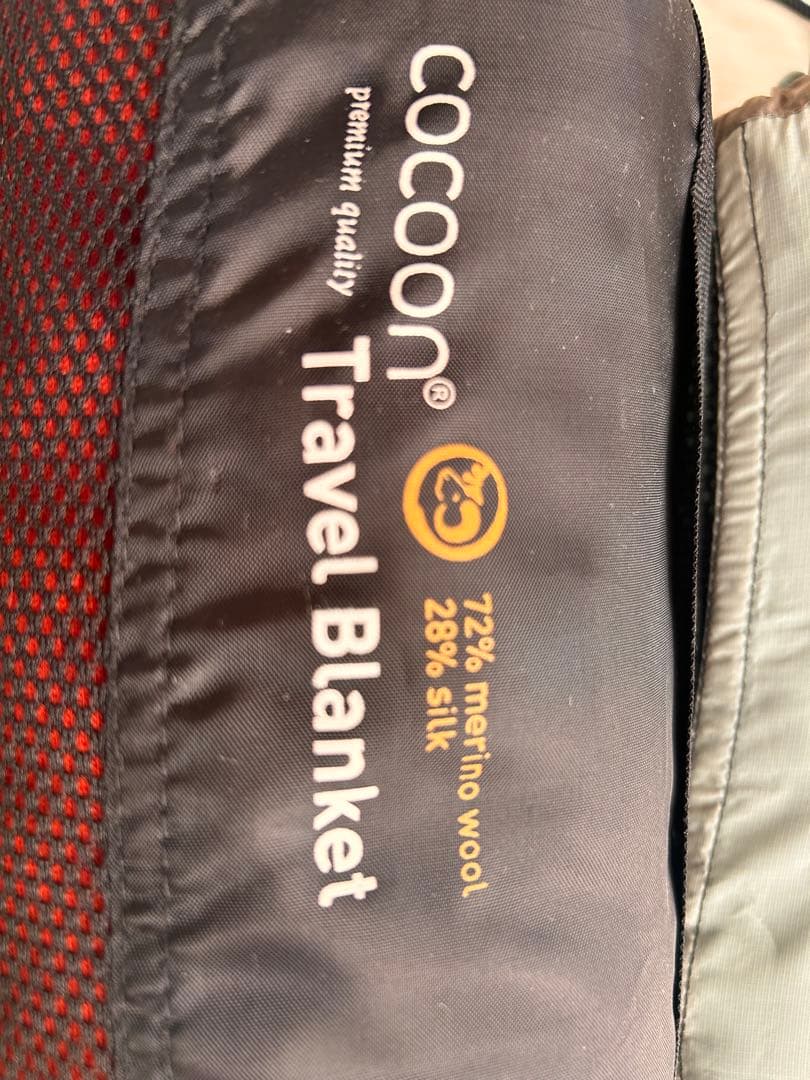 cocoon®
premium quality
72% merino wool
28% silk
Travel Blanket